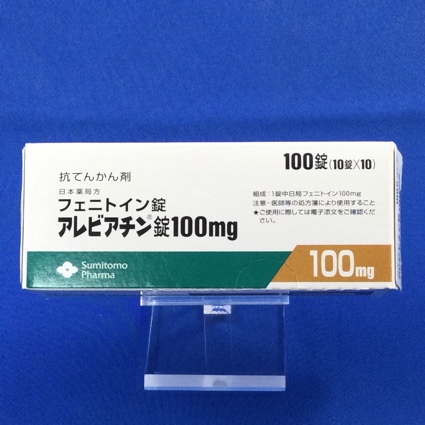 100錠(10錠×10)
抗てんかん剤
日本薬局方
フェニトイン錠
アレビアチン®錠100mg
組成:1錠中日局フェニトイン100mg
注意-医師等の処方箋により使用すること
★ご使用に際しては電子添文をご確認くだ
さい。
Sumitomo
Pharma
100mg